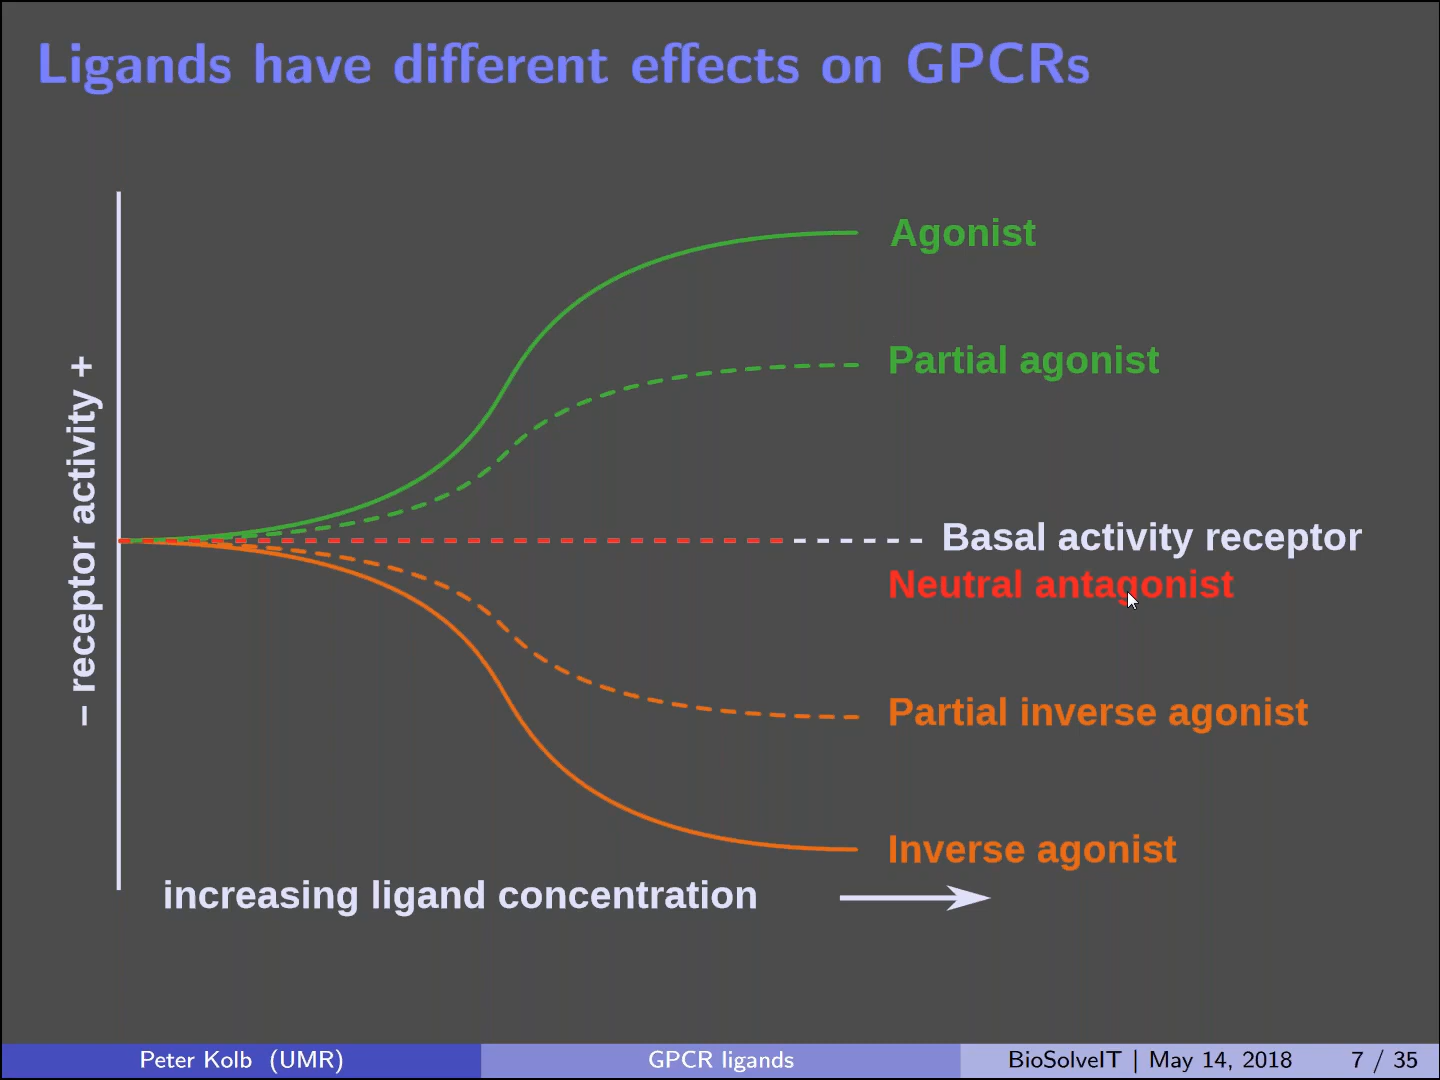 Ligands have different effects on GPCRs
– receptor activity +
Agonist
Partial agonist
Basal activity receptor
Neutral antagonist
Partial inverse agonist
Inverse agonist
increasing ligand concentration
Peter Kolb (UMR)
GPCR ligands
BioSolveIT | May 14, 2018
7 / 35